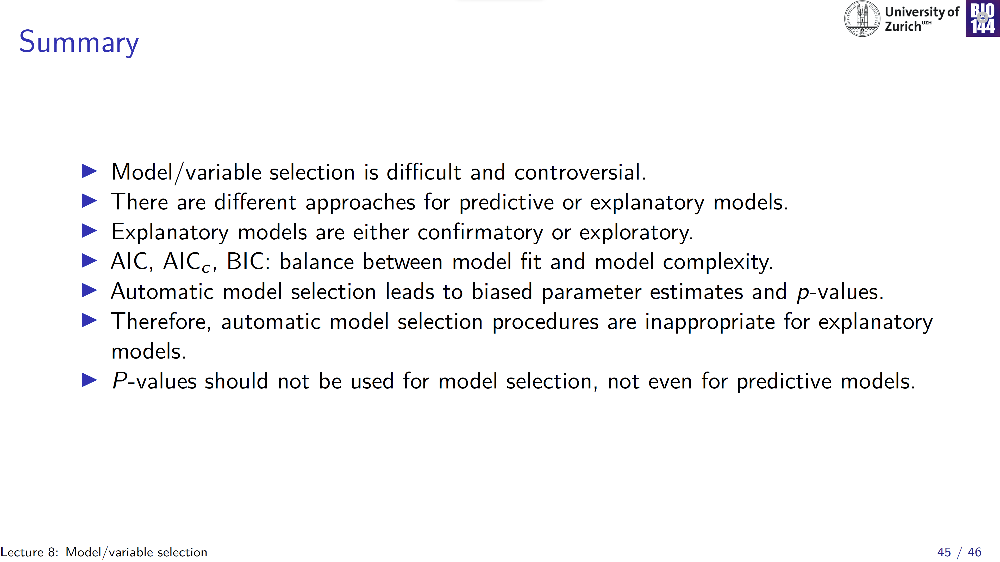 University of
Zurich UZH
BIO
144
Summary
▶ Model/variable selection is difficult and controversial.
▶ There are different approaches for predictive or explanatory models.
▶ Explanatory models are either confirmatory or exploratory.
▶ AIC, AICc, BIC: balance between model fit and model complexity.
▶ Automatic model selection leads to biased parameter estimates and p-values.
▶ Therefore, automatic model selection procedures are inappropriate for explanatory
models.
▶ P-values should not be used for model selection, not even for predictive models.
Lecture 8: Model/variable selection
45 / 46